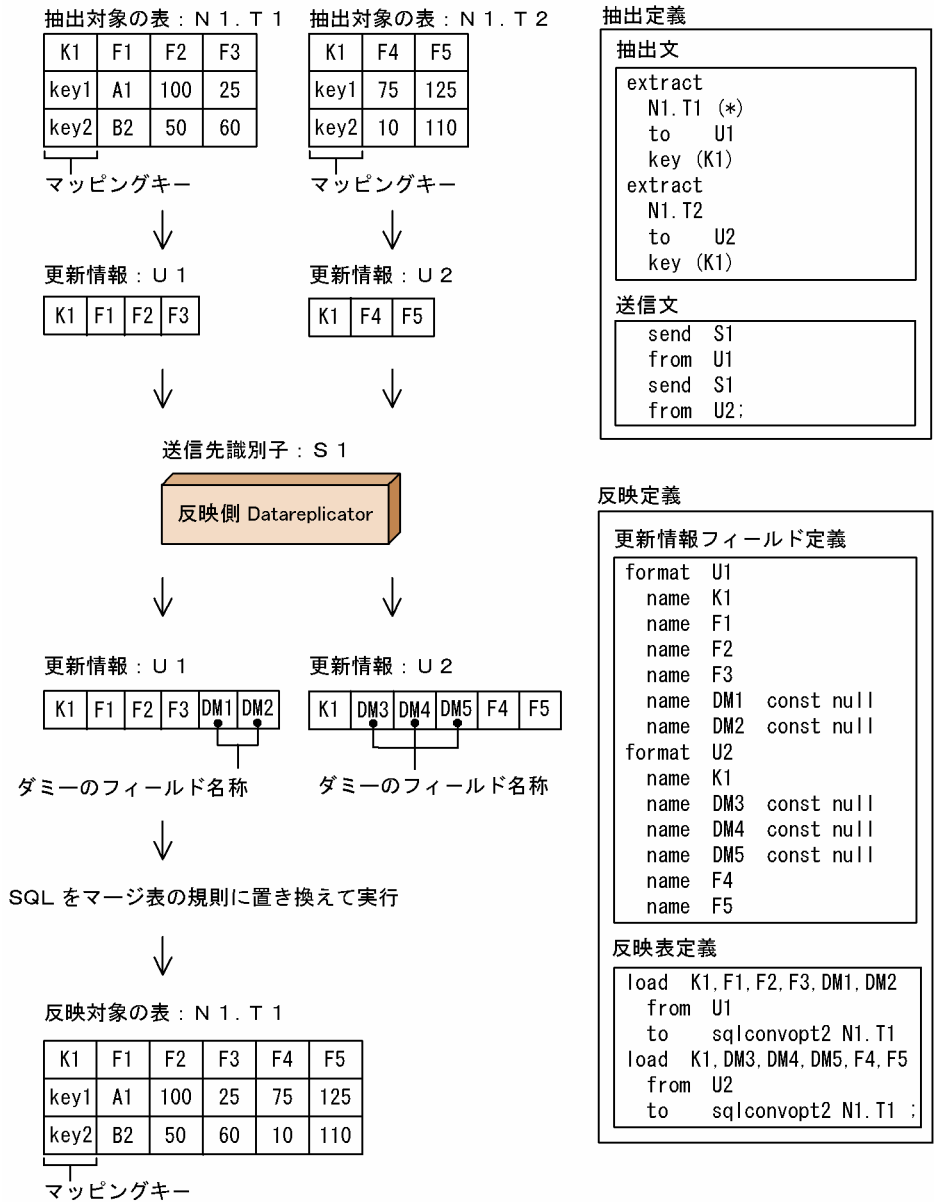 抽出対象の表：N1.T1
K1 F1 F2 F3
key1 A1 100 25
key2 B2 50 60
マッピングキー
抽出対象の表：N1.T2
K1 F4 F5
key1 75 125
key2 10 110
マッピングキー
更新情報：U1
K1 F1 F2 F3
更新情報：U2
K1 F4 F5
送信先識別子：S1
反映側 Datareplicator
更新情報：U1
K1 F1 F2 F3 DM1 DM2
ダミーのフィールド名称
更新情報：U2
K1 DM3 DM4 DM5 F4 F5
ダミーのフィールド名称
SQLをマージ表の規則に置き換えて実行
反映対象の表：N1.T1
K1 F1 F2 F3 F4 F5
key1 A1 100 25 75 125
key2 B2 50 60 10 110
マッピングキー
抽出定義
抽出文
extract
N1.T1 (*)
to U1
key (K1)
extract
N1.T2
to U2
key (K1)
送信文
send S1
from U1
send S1
from U2;
反映定義
更新情報フィールド定義
format U1
name K1
name F1
name F2
name F3
name DM1 const null
name DM2 const null
format U2
name K1
name DM3 const null
name DM4 const null
name DM5 const null
name F4
name F5
反映表定義
load K1,F1,F2,F3,DM1,DM2
from U1
to sqlconvopt2 N1.T1
load K1,DM3,DM4,DM5,F4,F5
from U2
to sqlconvopt2 N1.T1 ;